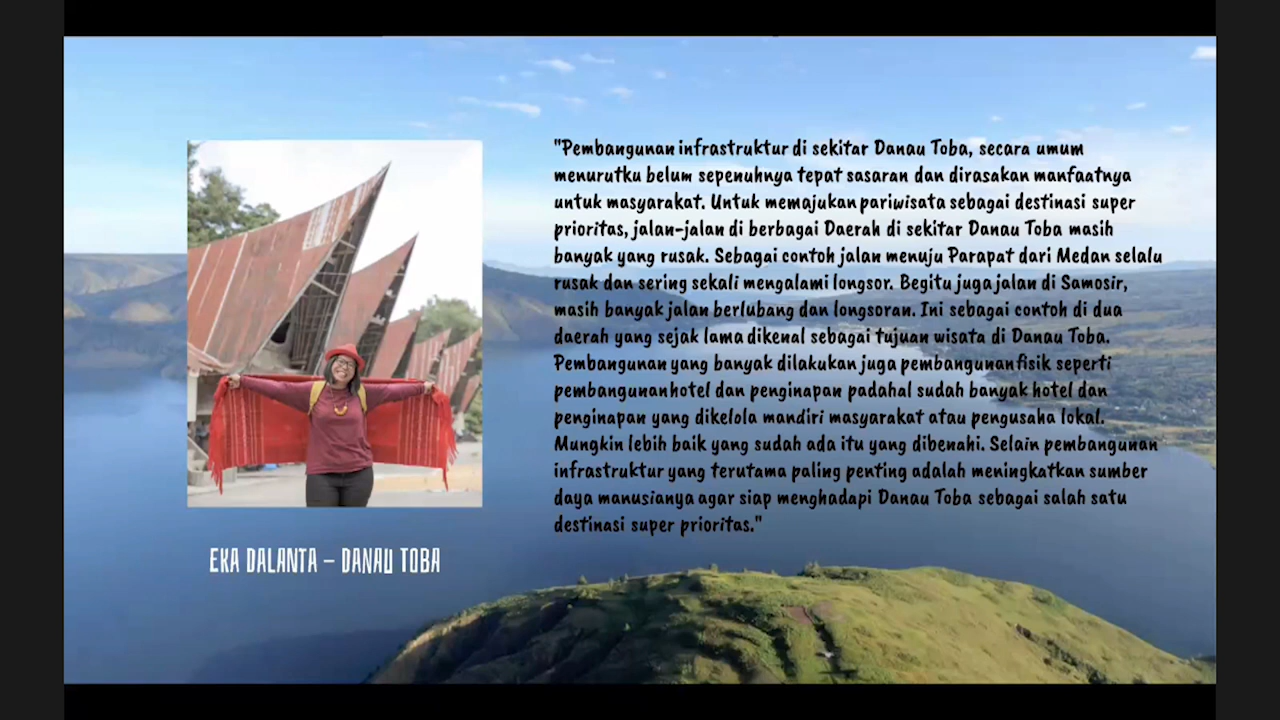 "Pembangunan infrastruktur di sekitar Danau Toba, secara umum
menurutku belum sepenuhnya tepat sasaran dan dirasakan manfaatnya
untuk masyarakat. Untuk memajukan pariwisata sebagai destinasi super
prioritas, jalan-jalan di berbagai Daerah di sekitar Danau Toba masih
banyak yang rusak. Sebagai contoh jalan menuju Parapat dari Medan selalu
rusak dan sering sekali mengalami longsor. Begitu juga jalan di Samosir,
masih banyak jalan berlubang dan longsoran. Ini sebagai contoh di dua
daerah yang sejak lama dikenal sebagai tujuan wisata di Danau Toba.
Pembangunan yang banyak dilakukan juga pembangunan fisik seperti
pembangunan hotel dan penginapan padahal sudah banyak hotel dan
penginapan yang dikelola mandiri masyarakat atau pengusaha lokal.
Mungkin lebih baik yang sudah ada itu yang dibenahi. Selain pembangunan
infrastruktur yang terutama paling penting adalah meningkatkan sumber
daya manusianya agar siap menghadapi Danau Toba sebagai salah satu
destinasi super prioritas."
EKA DALANTA – DANAU TOBA